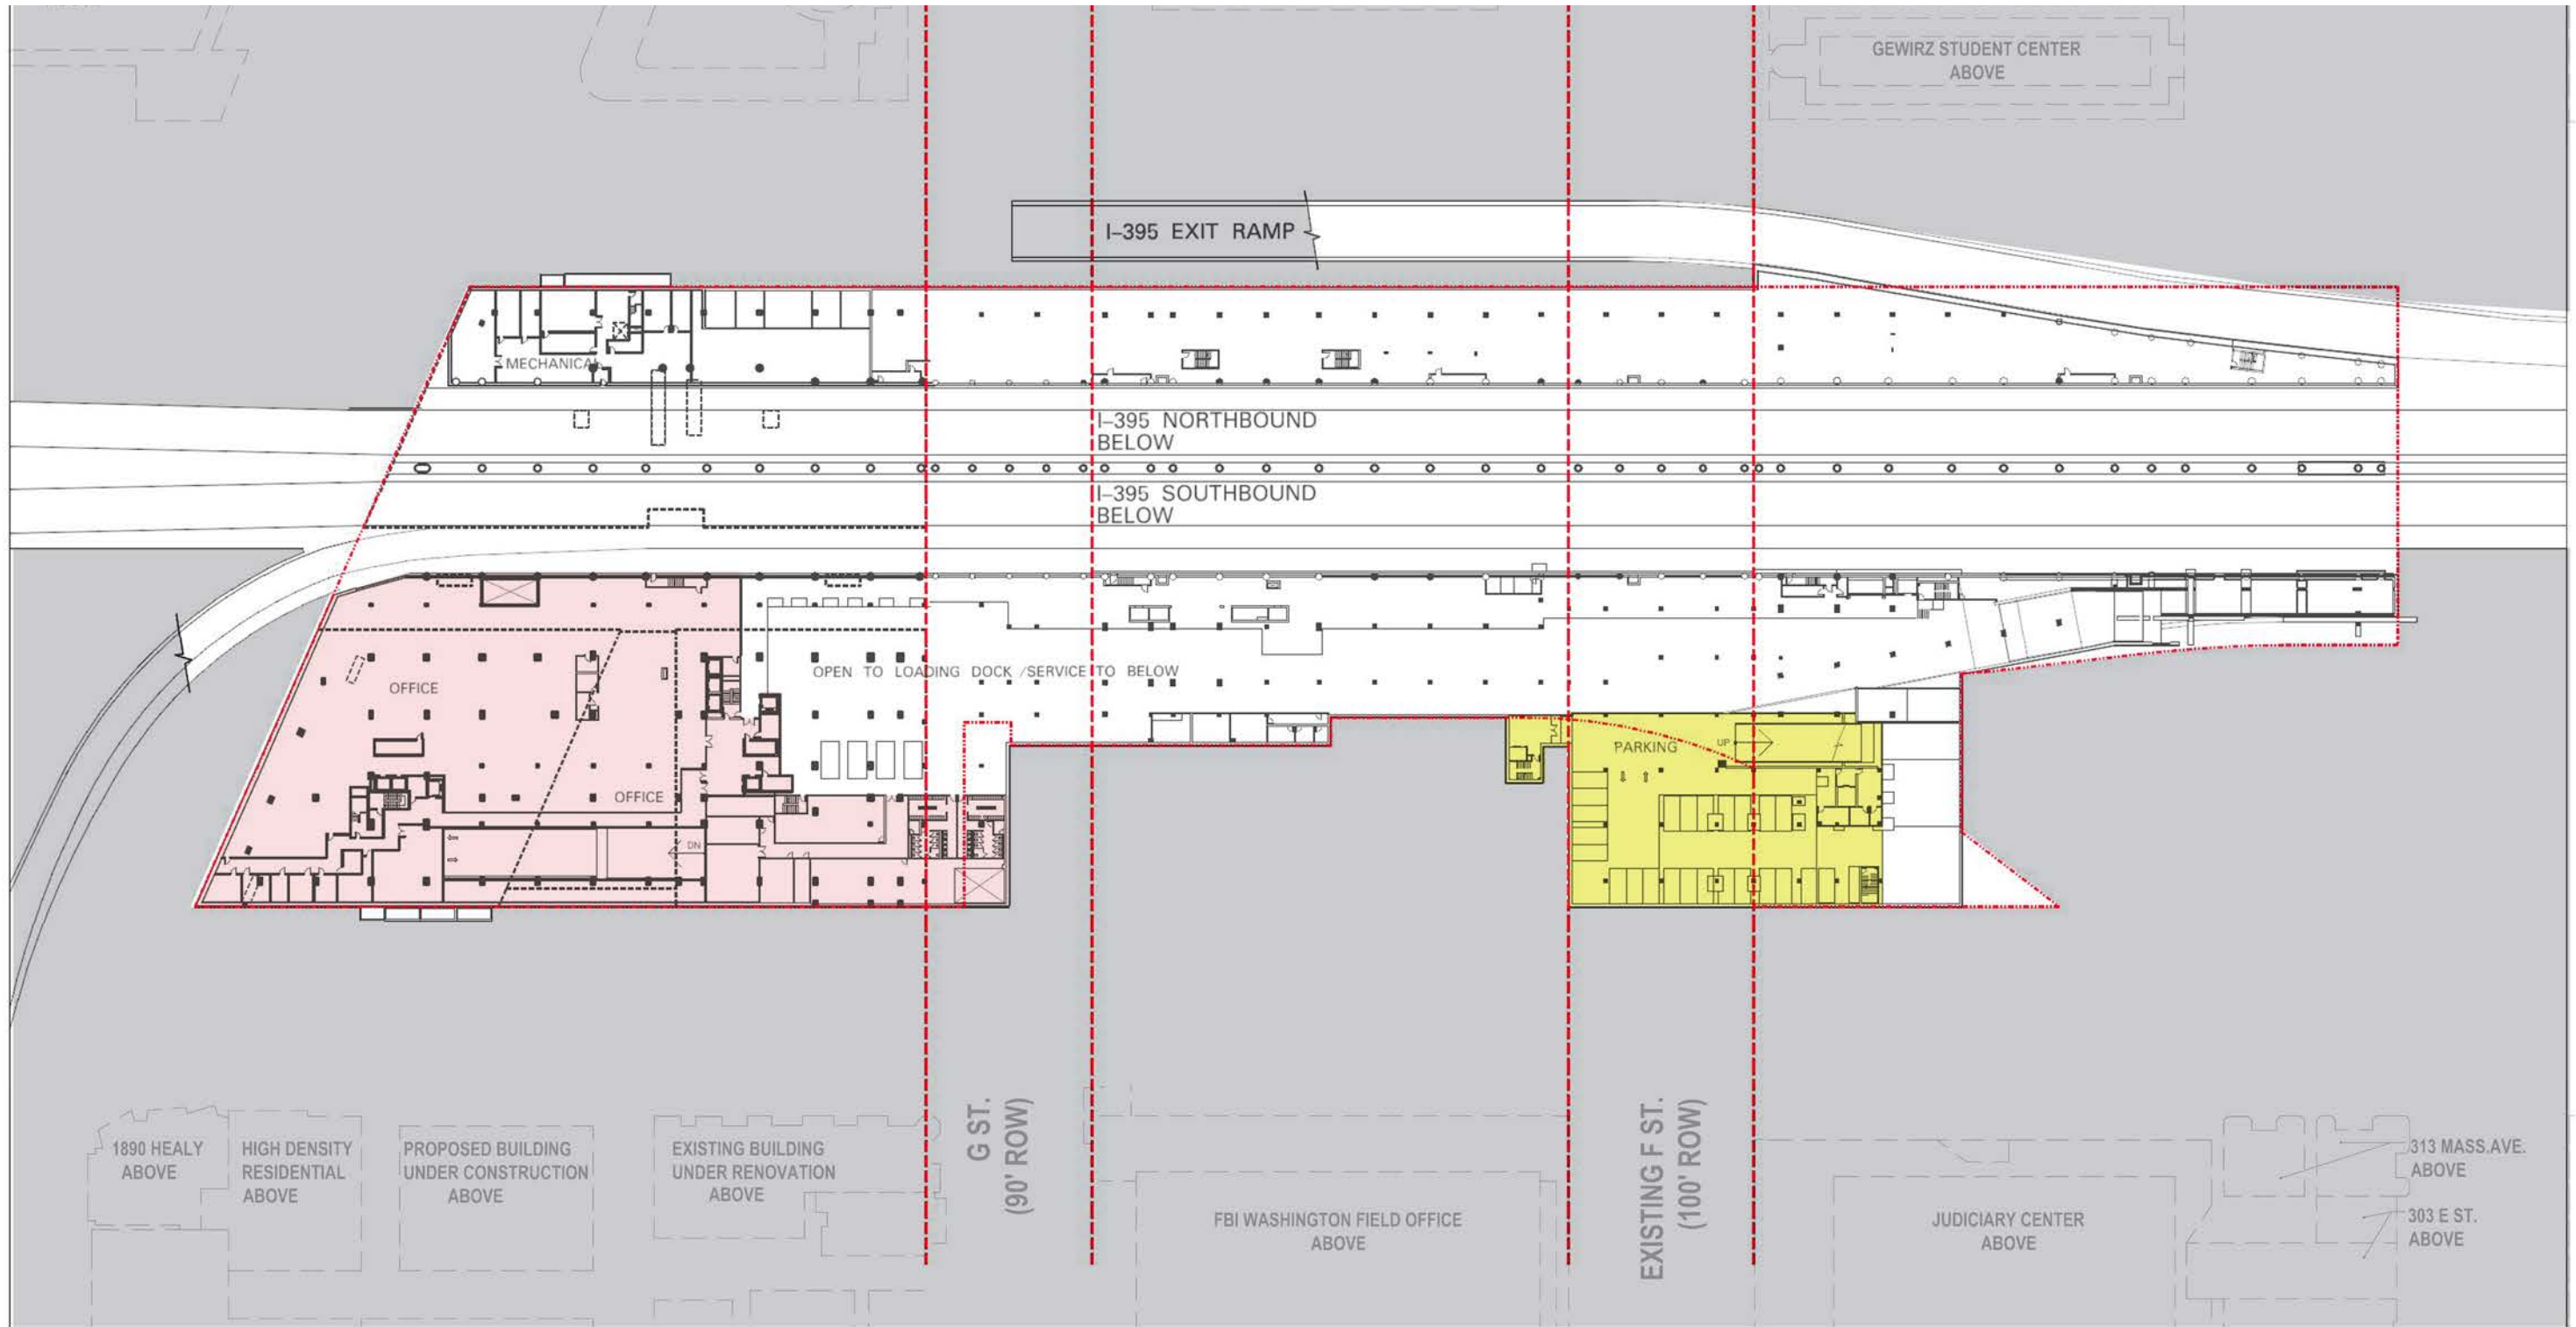 GEWIRZ STUDENT CENTER
ABOVE
I-395 EXIT RAMP
MECHANICAL
I-395 NORTHBOUND
BELOW
I-395 SOUTHBOUND
BELOW
OPEN TO LOADING DOCK /SERVICE TO BELOW
OFFICE
PARKING
UP
OFFICE
DN
G ST.
(90' ROW)
EXISTING F ST.
(100' ROW)
1890 HEALY
ABOVE
HIGH DENSITY
RESIDENTIAL
ABOVE
PROPOSED BUILDING
UNDER CONSTRUCTION
ABOVE
EXISTING BUILDING
UNDER RENOVATION
ABOVE
FBI WASHINGTON FIELD OFFICE
ABOVE
JUDICIARY CENTER
ABOVE
313 MASS.AVE.
ABOVE
303 E ST.
ABOVE